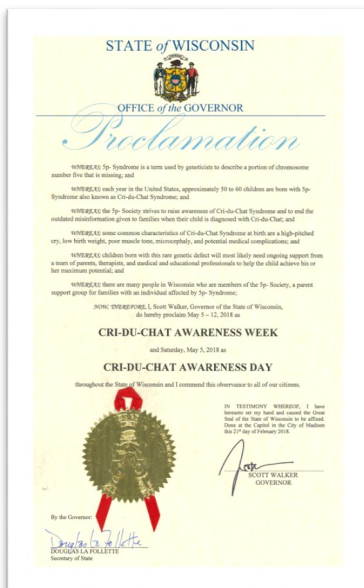 STATE of WISCONSIN
OFFICE of the GOVERNOR
Proclamation
WHEREAS; 5p- Syndrome is a term used by geneticists to describe a portion of chromosome
number five that is missing; and
WHEREAS; each year in the United States, approximately 50 to 60 children are born with 5p-
Syndrome also known as Cri-du-Chat Syndrome; and
WHEREAS; the 5p- Society strives to raise awareness of Cri-du-Chat Syndrome and to end the
outdated misinformation given to families when their child is diagnosed with Cri-du-Chat; and
WHEREAS; some common characteristics of Cri-du-Chat Syndrome at birth are a high-pitched
cry, low birth weight, poor muscle tone, microcephaly, and potential medical complications; and
WHEREAS; children born with this rare genetic defect will most likely need ongoing support from
a team of parents, therapists, and medical and educational professionals to help the child achieve his or
her maximum potential; and
WHEREAS; there are many people in Wisconsin who are members of the 5p- Society, a parent
support group for families with an individual affected by 5p- Syndrome;
NOW, THEREFORE, I, Scott Walker, Governor of the State of Wisconsin,
do hereby proclaim May 5 – 12, 2018 as
CRI-DU-CHAT AWARENESS WEEK
and Saturday, May 5, 2018 as
CRI-DU-CHAT AWARENESS DAY
throughout the State of Wisconsin and I commend this observance to all of our citizens.
IN TESTIMONY WHEREOF, I have
hereunto set my hand and caused the Great
Seal of the State of Wisconsin to be affixed.
Done at the Capitol in the City of Madison
this 21st day of February 2018.
SCOTT WALKER
GOVERNOR
By the Governor:
Douglas La Follette
DOUGLAS LA FOLLETTE
Secretary of State